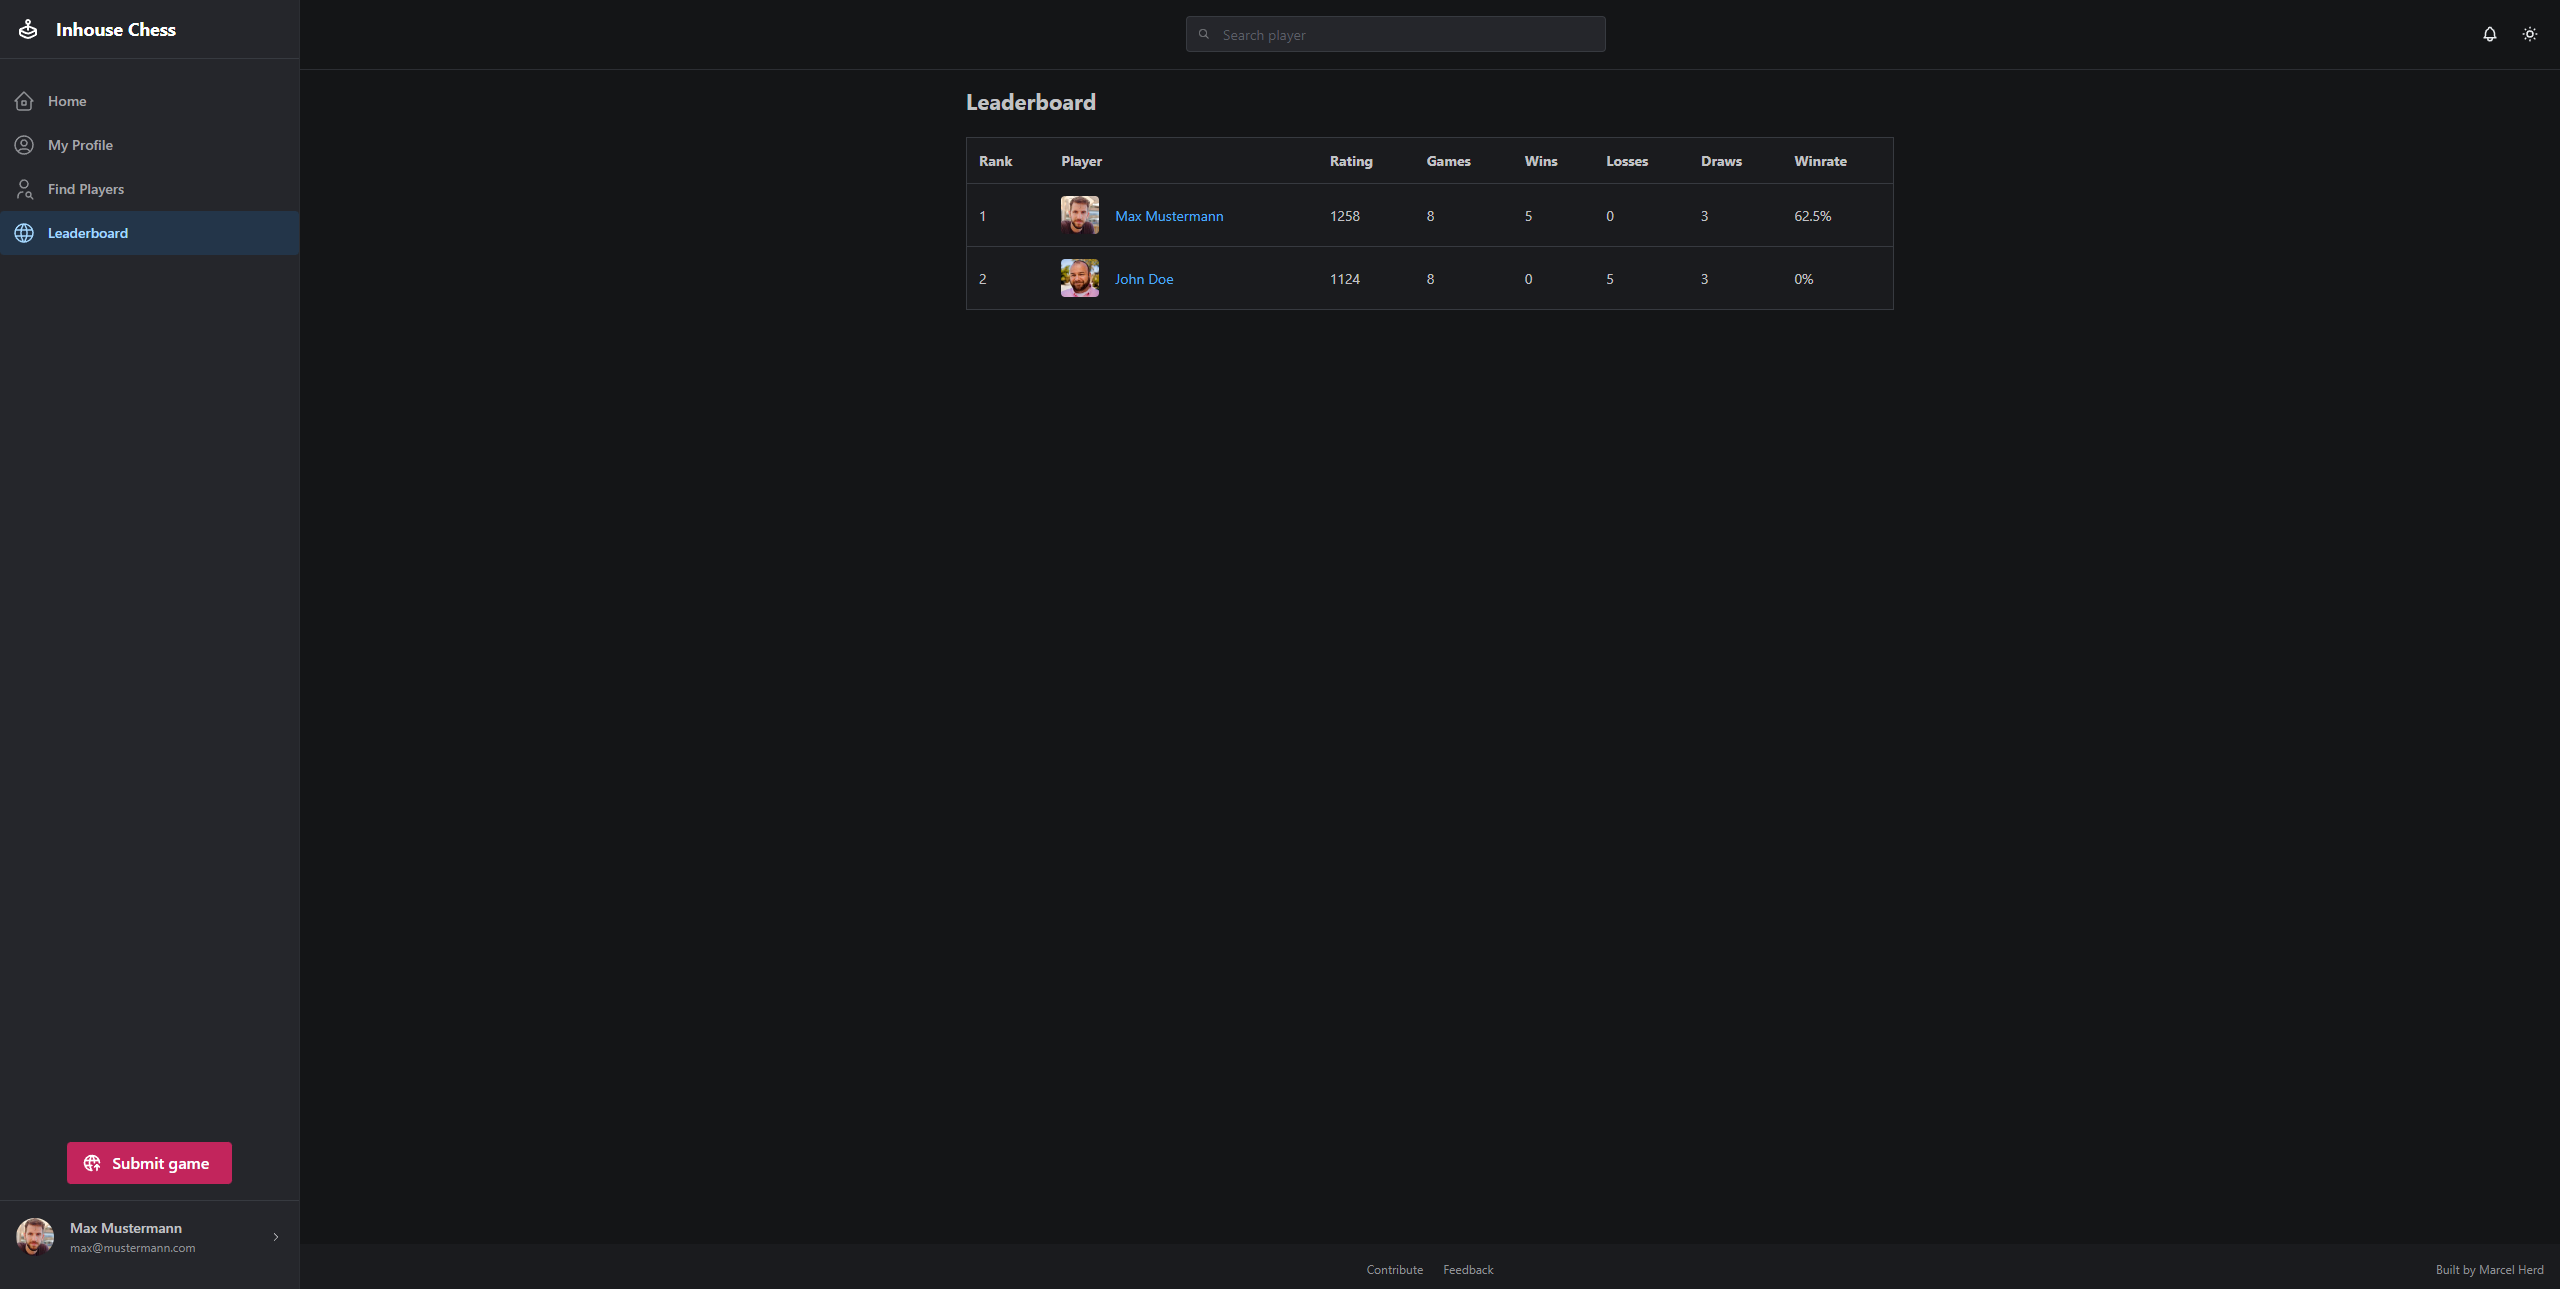 Inhouse Chess
Search player
Home
My Profile
Find Players
Leaderboard
Leaderboard
Rank Player Rating Games Wins Losses Draws Winrate
1 Max Mustermann 1258 8 5 0 3 62.5%
2 John Doe 1124 8 0 5 3 0%
Submit game
Max Mustermann
max@mustermann.com
Contribute Feedback
Built by Marcel Herd